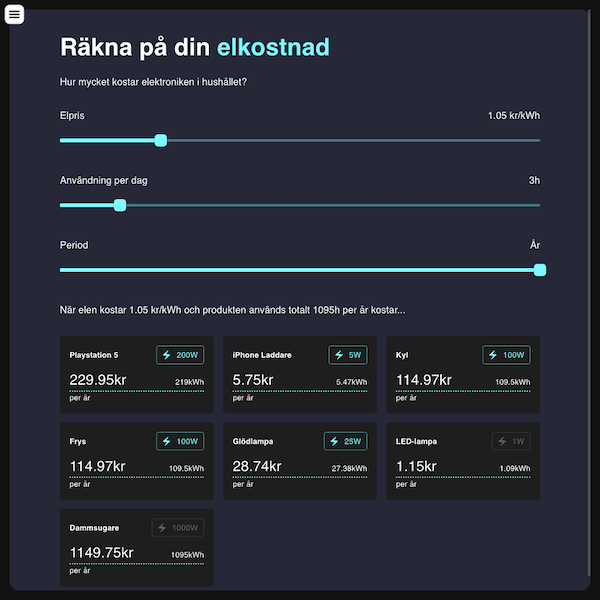 Räkna på din elkostnad
Hur mycket kostar elektroniken i hushållet?
Elpris 1.05 kr/kWh
Användning per dag 3h
Period År
När elen kostar 1.05 kr/kWh och produkten används totalt 1095h per år kostar...
Playstation 5 200W
229.95kr 219kWh
per år
iPhone Laddare 5W
5.75kr 5.47kWh
per år
Kyl 100W
114.97kr 109.5kWh
per år
Frys 100W
114.97kr 109.5kWh
per år
Glödlampa 25W
28.74kr 27.38kWh
per år
LED-lampa 1W
1.15kr 1.09kWh
per år
Dammsugare 1000W
1149.75kr 1095kWh
per år